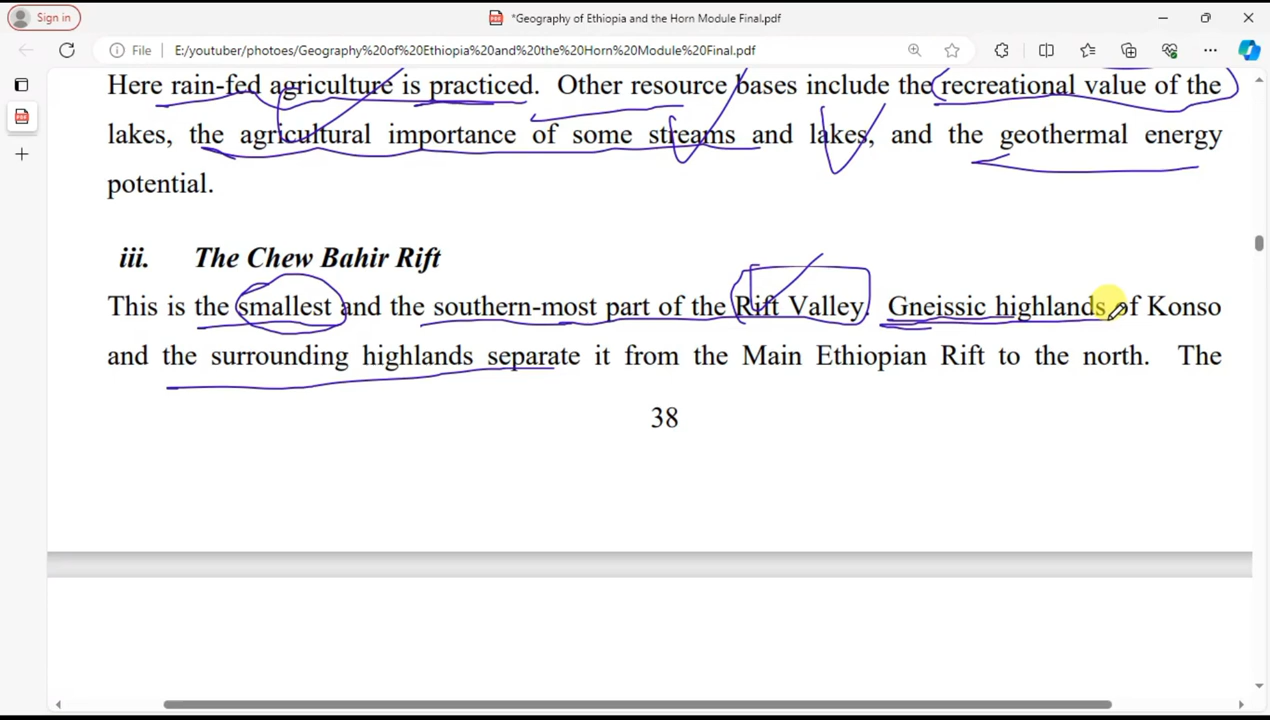 Sign in
*Geography of Ethiopia and the Horn Module Final.pdf
File
E:/youtuber/photoes/Geography%20of%20Ethiopia%20and%20the%20Horn%20Module%20Final.pdf
Here rain-fed agriculture is practiced. Other resource bases include the recreational value of the
lakes, the agricultural importance of some streams and lakes, and the geothermal energy
potential.
iii. The Chew Bahir Rift
This is the smallest and the southern-most part of the Rift Valley. Gneissic highlands of Konso
and the surrounding highlands separate it from the Main Ethiopian Rift to the north. The
38